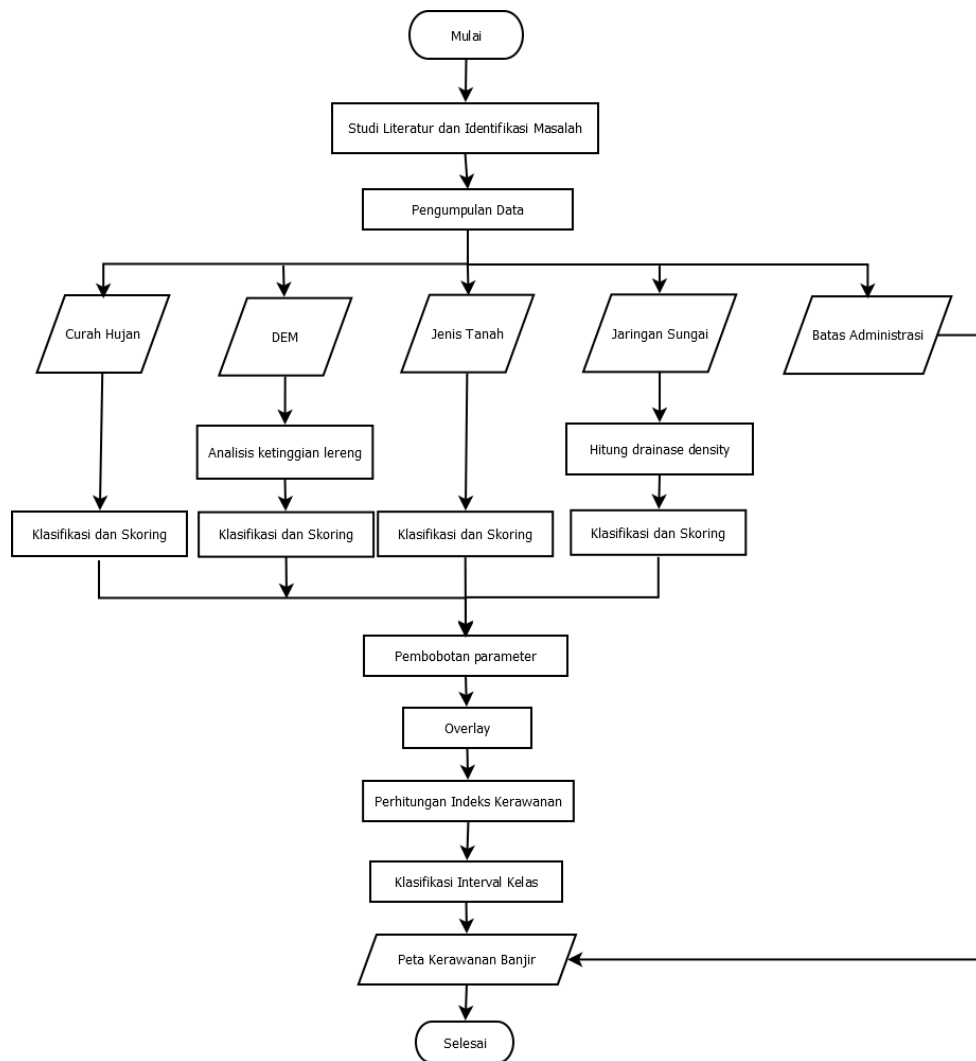 Mulai
Studi Literatur dan Identifikasi Masalah
Pengumpulan Data
Curah Hujan
DEM
Jenis Tanah
Jaringan Sungai
Batas Administrasi
Analisis ketinggian lereng
Hitung drainase density
Klasifikasi dan Skoring
Klasifikasi dan Skoring
Klasifikasi dan Skoring
Klasifikasi dan Skoring
Pembobotan parameter
Overlay
Perhitungan Indeks Kerawanan
Klasifikasi Interval Kelas
Peta Kerawanan Banjir
Selesai